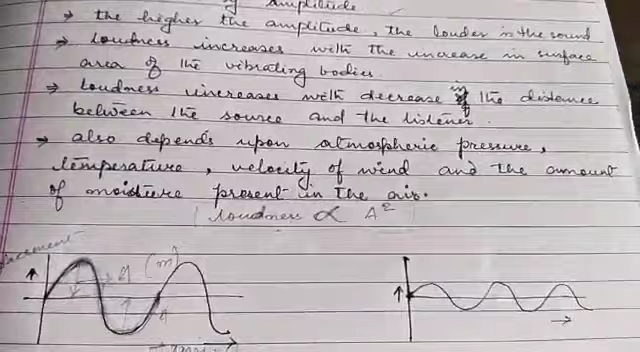 by amplitude
→ the higher the amplitude, the louder is the sound
→ Loudness increases with the increase in surface
area of the vibrating bodies.
→ Loudness increases with decrease in the distance
between the source and the listener.
→ also depends upon atmospheric pressure,
temperature, velocity of wind and the amount
of moisture present in the air.
Loudness ∝ A²
(m)